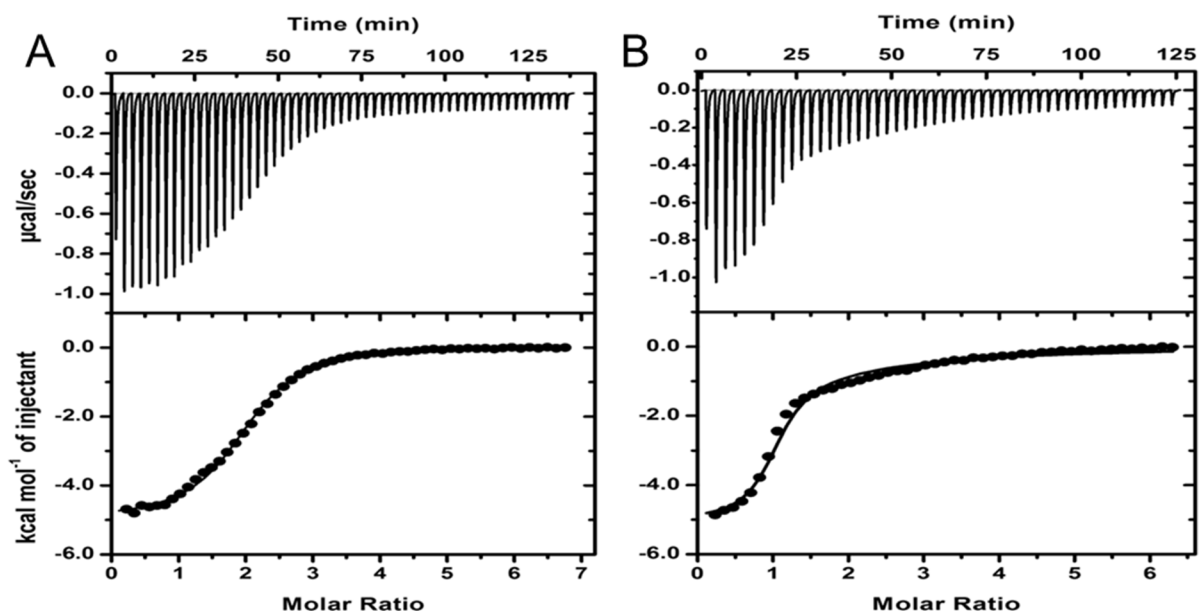 A
Time (min)
0 25 50 75 100 125
0.0
-0.2
-0.4
-0.6
-0.8
-1.0
µcal/sec
0.0
-2.0
-4.0
-6.0
kcal mol⁻¹ of injectant
0 1 2 3 4 5 6 7
Molar Ratio
B
Time (min)
0 25 50 75 100 125
0.0
-0.2
-0.4
-0.6
-0.8
-1.0
0.0
-2.0
-4.0
-6.0
0 1 2 3 4 5 6
Molar Ratio